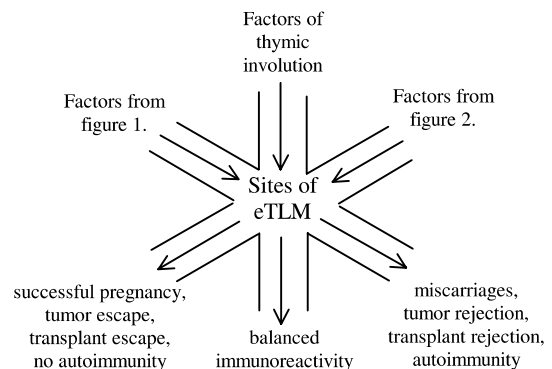 Factors of
thymic
involution
Factors from
figure 1.
Factors from
figure 2.
Sites of
eTLM
successful pregnancy,
tumor escape,
transplant escape,
no autoimmunity
balanced
immunoreactivity
miscarriages,
tumor rejection,
transplant rejection,
autoimmunity